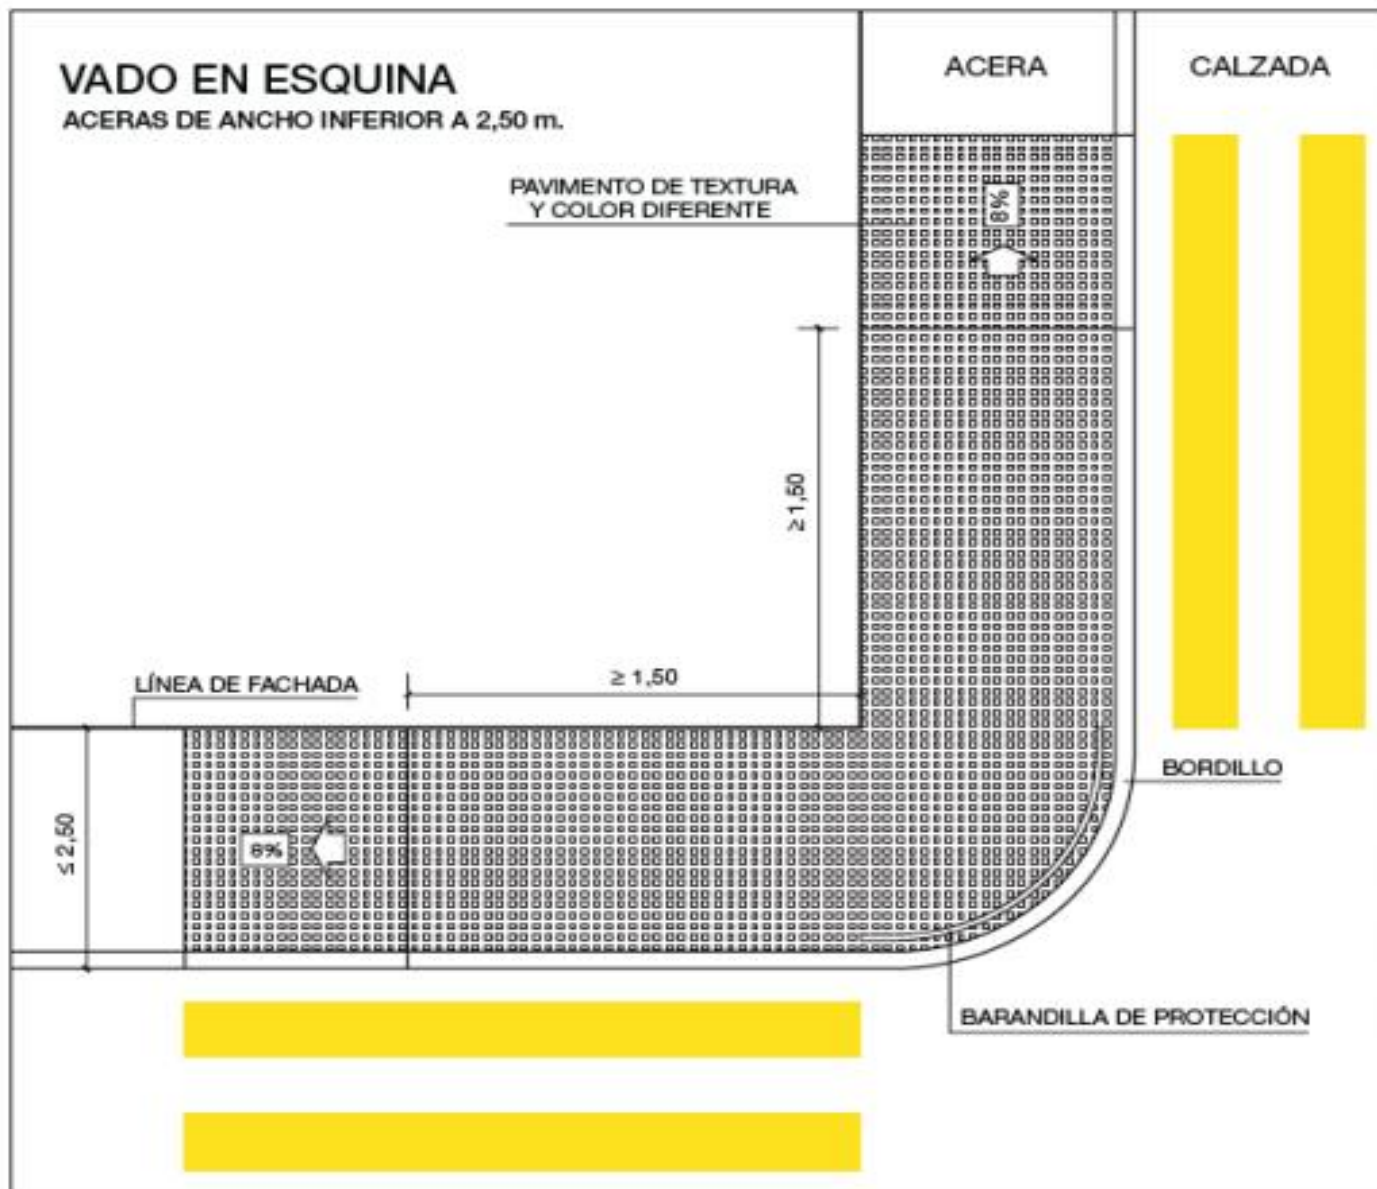 VADO EN ESQUINA
ACERAS DE ANCHO INFERIOR A 2,50 m.
ACERA
CALZADA
PAVIMENTO DE TEXTURA
Y COLOR DIFERENTE
8%
≥ 1,50
≥ 1,50
LÍNEA DE FACHADA
≤ 2,50
8%
BORDILLO
BARANDILLA DE PROTECCIÓN